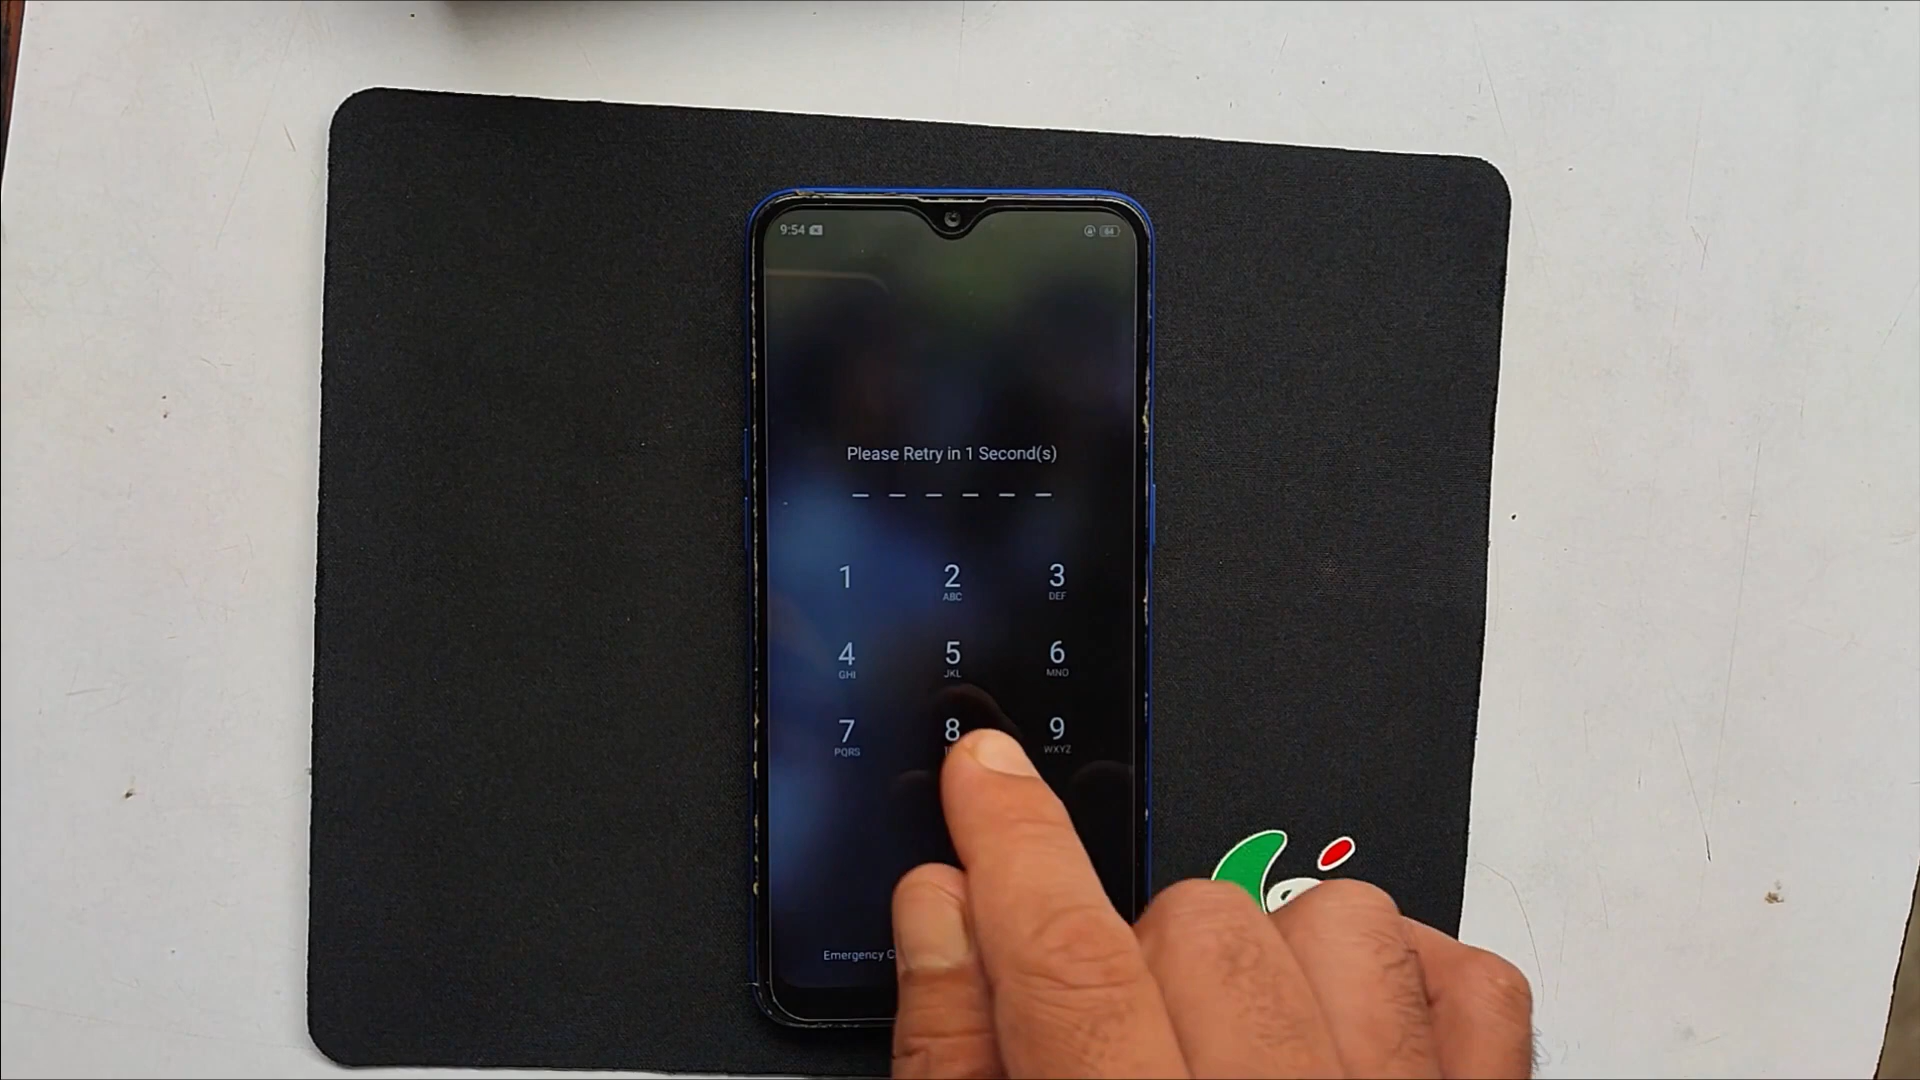 9:54
64
Please Retry in 1 Second(s)
1 2 3
ABC DEF
4 5 6
GHI JKL MNO
7 8 9
PQRS WXYZ
Emergency